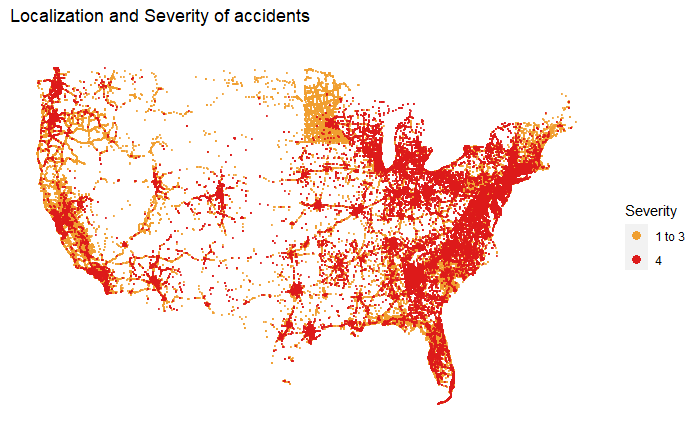 Localization and Severity of accidents
Severity
1 to 3
4